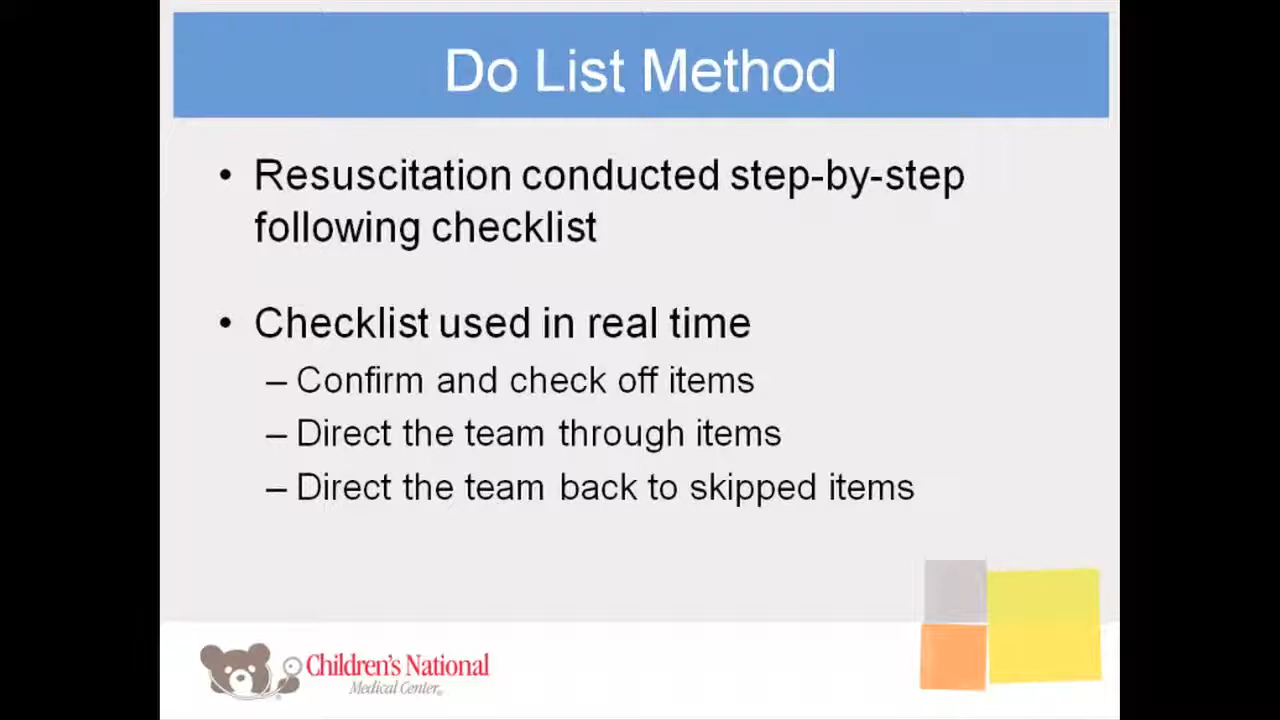 Do List Method
• Resuscitation conducted step-by-step
following checklist
• Checklist used in real time
– Confirm and check off items
– Direct the team through items
– Direct the team back to skipped items
Children's National
Medical Center